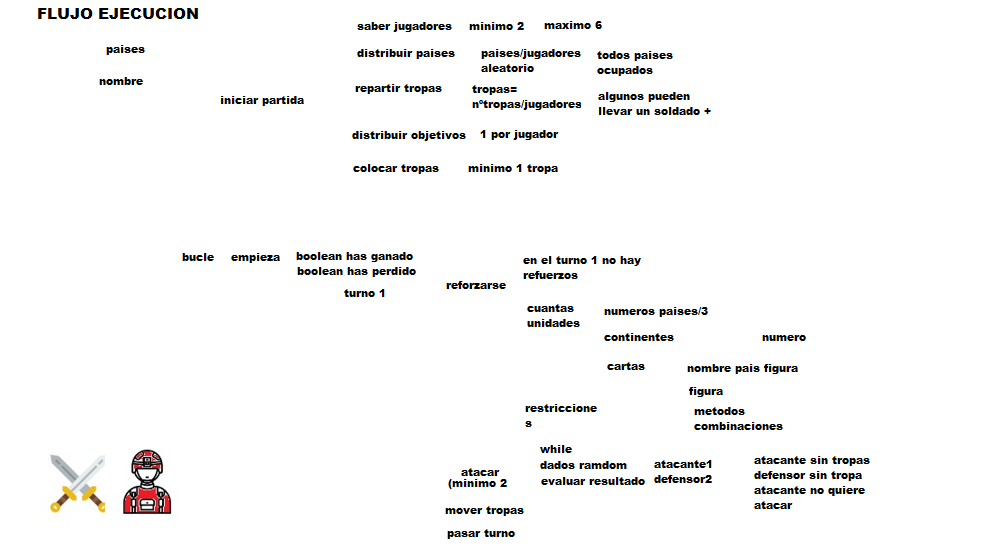 FLUJO EJECUCION
saber jugadores minimo 2 maximo 6
paises
distribuir paises paises/jugadores todos paises
aleatorio ocupados
nombre
repartir tropas tropas= algunos pueden
iniciar partida nºtropas/jugadores llevar un soldado +
distribuir objetivos 1 por jugador
colocar tropas minimo 1 tropa
bucle empieza boolean has ganado en el turno 1 no hay
boolean has perdido refuerzos
turno 1 reforzarse
cuantas numeros paises/3
unidades
continentes numero
cartas nombre pais figura
figura
restriccione metodos
s combinaciones
while
dados ramdom atacante1 atacante sin tropas
atacar evaluar resultado defensor2 defensor sin tropa
(minimo 2 atacante no quiere
atacar
mover tropas
pasar turno